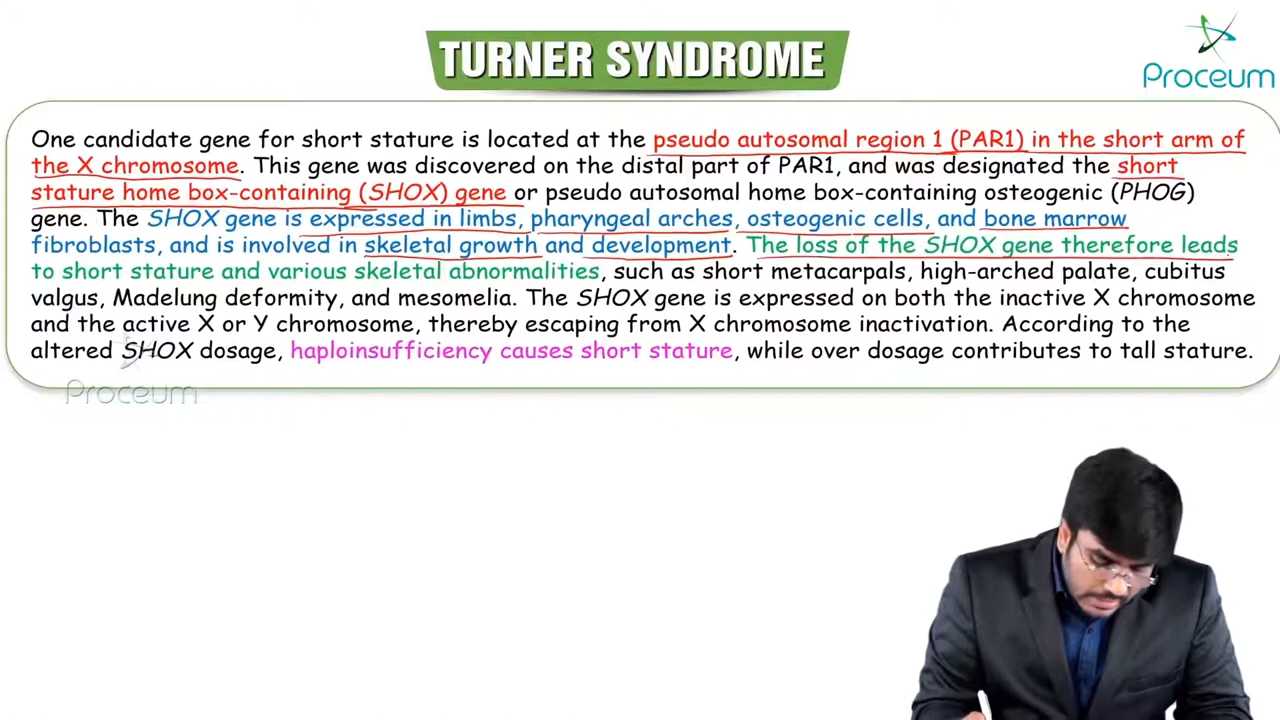 TURNER SYNDROME
Proceum
One candidate gene for short stature is located at the pseudo autosomal region 1 (PAR1) in the short arm of
the X chromosome. This gene was discovered on the distal part of PAR1, and was designated the short
stature home box-containing (SHOX) gene or pseudo autosomal home box-containing osteogenic (PHOG)
gene. The SHOX gene is expressed in limbs, pharyngeal arches, osteogenic cells, and bone marrow
fibroblasts, and is involved in skeletal growth and development. The loss of the SHOX gene therefore leads
to short stature and various skeletal abnormalities, such as short metacarpals, high-arched palate, cubitus
valgus, Madelung deformity, and mesomelia. The SHOX gene is expressed on both the inactive X chromosome
and the active X or Y chromosome, thereby escaping from X chromosome inactivation. According to the
altered SHOX dosage, haploinsufficiency causes short stature, while over dosage contributes to tall stature.
Proceum